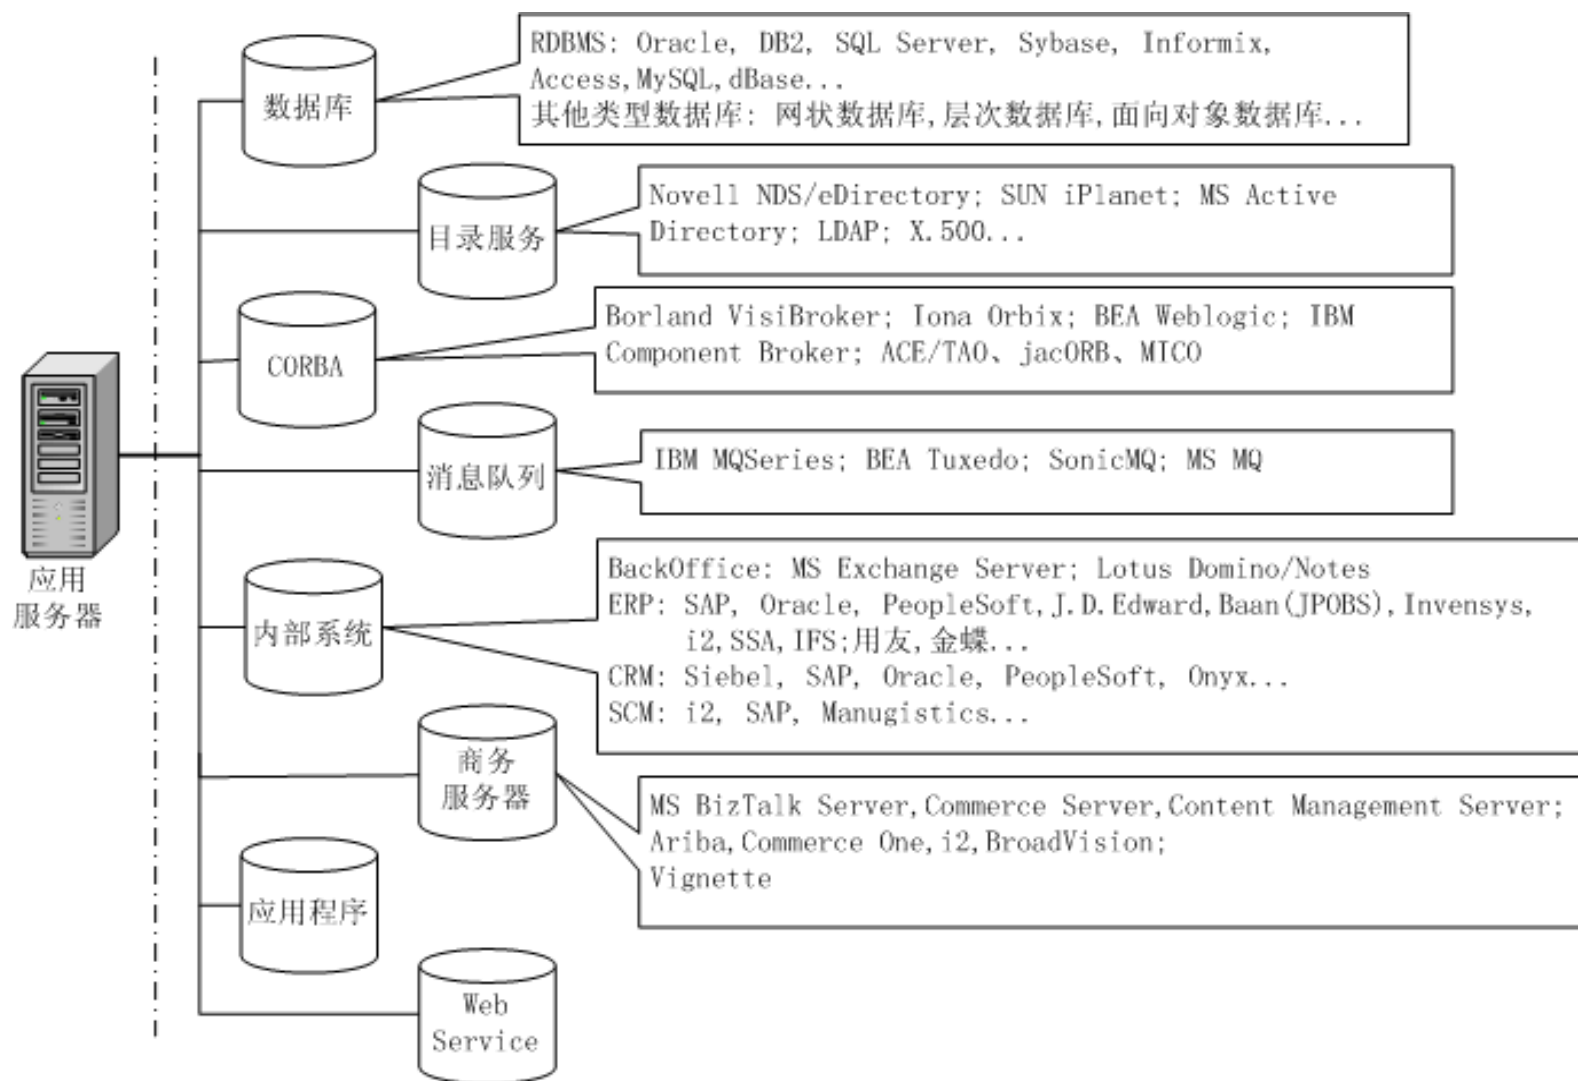 数据库
RDBMS: Oracle, DB2, SQL Server, Sybase, Informix,
Access,MySQL,dBase...
其他类型数据库: 网状数据库,层次数据库,面向对象数据库...
目录服务
Novell NDS/eDirectory; SUN iPlanet; MS Active
Directory; LDAP; X.500...
CORBA
Borland VisiBroker; Iona Orbix; BEA Weblogic; IBM
Component Broker; ACE/TAO、jacORB、MICO
应用
服务器
消息队列
IBM MQSeries; BEA Tuxedo; SonicMQ; MS MQ
内部系统
BackOffice: MS Exchange Server; Lotus Domino/Notes
ERP: SAP, Oracle, PeopleSoft,J.D.Edward,Baan(JPOBS),Invensys,
i2,SSA,IFS;用友,金蝶...
CRM: Siebel, SAP, Oracle, PeopleSoft, Onyx...
SCM: i2, SAP, Manugistics...
商务
服务器
MS BizTalk Server,Commerce Server,Content Management Server;
Ariba,Commerce One,i2,BroadVision;
Vignette
应用程序
Web
Service